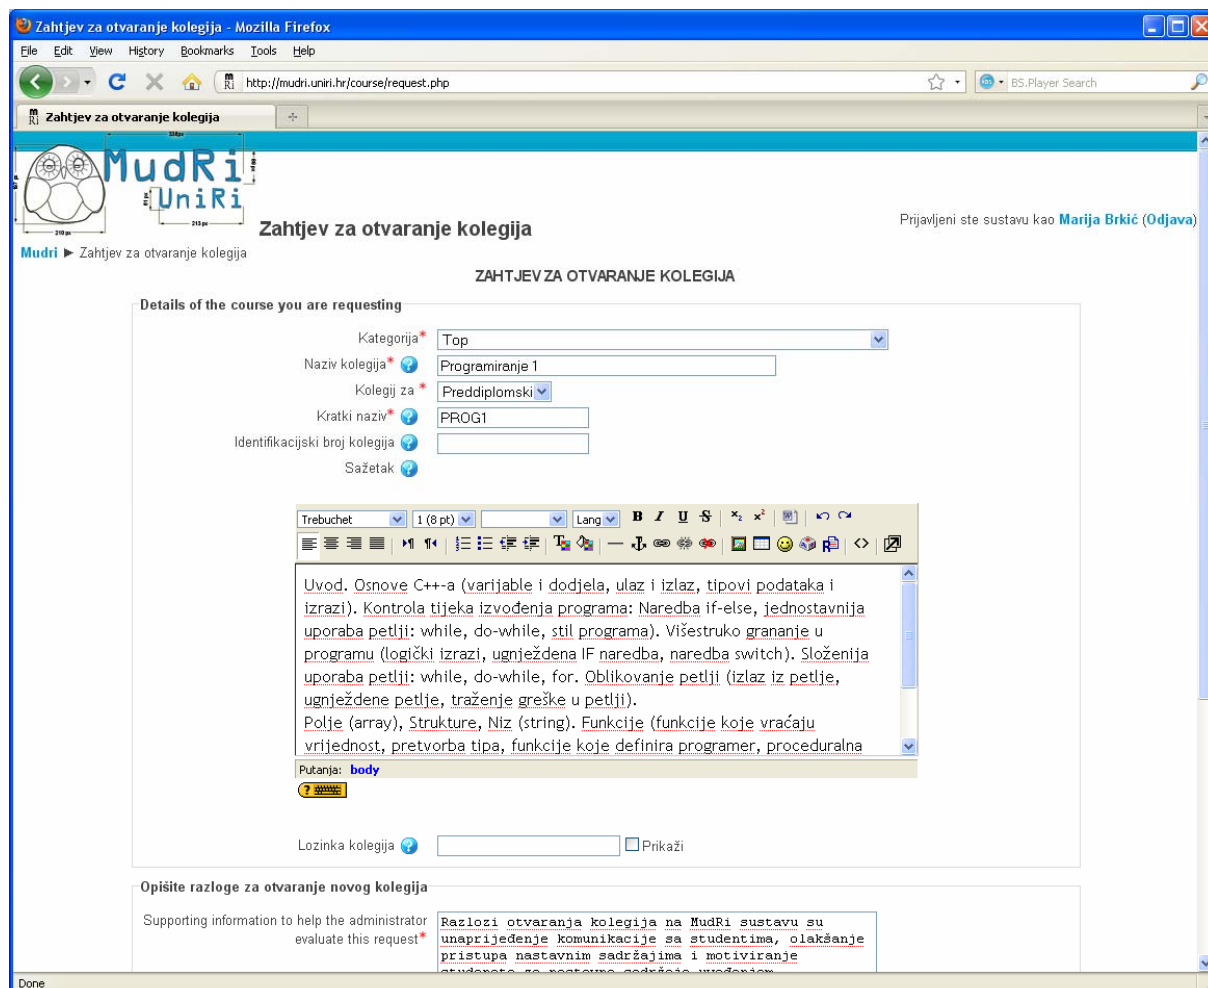 Zahtjev za otvaranje kolegija - Mozilla Firefox
File Edit View History Bookmarks Tools Help
http://mudri.uniri.hr/course/request.php
BS.Player Search
Zahtjev za otvaranje kolegija
MudRi
UniRi
210 px
213 px
Zahtjev za otvaranje kolegija
Prijavljeni ste sustavu kao Marija Brkić (Odjava)
Mudri ► Zahtjev za otvaranje kolegija
ZAHTJEV ZA OTVARANJE KOLEGIJA
Details of the course you are requesting
Kategorija* Top
Naziv kolegija* Programiranje 1
Kolegij za * Preddiplomski
Kratki naziv* PROG1
Identifikacijski broj kolegija
Sažetak
Trebuchet 1 (8 pt) Lang B I U S x₂ x²
Uvod. Osnove C++-a (varijable i dodjela, ulaz i izlaz, tipovi podataka i
izrazi). Kontrola tijeka izvođenja programa: Naredba if-else, jednostavnija
uporaba petlji: while, do-while, stil programa). Višestruko grananje u
programu (logički izrazi, ugnježdena IF naredba, naredba switch). Složenija
uporaba petlji: while, do-while, for. Oblikovanje petlji (izlaz iz petlje,
ugnježdene petlje, traženje greške u petlji).
Polje (array), Strukture, Niz (string). Funkcije (funkcije koje vraćaju
vrijednost, pretvorba tipa, funkcije koje definira programer, proceduralna
Putanja: body
Lozinka kolegija Prikaži
Opišite razloge za otvaranje novog kolegija
Supporting information to help the administrator
evaluate this request*
Razlozi otvaranja kolegija na MudRi sustavu su
unaprijeđenje komunikacije sa studentima, olakšanje
pristupa nastavnim sadržajima i motiviranje
Done